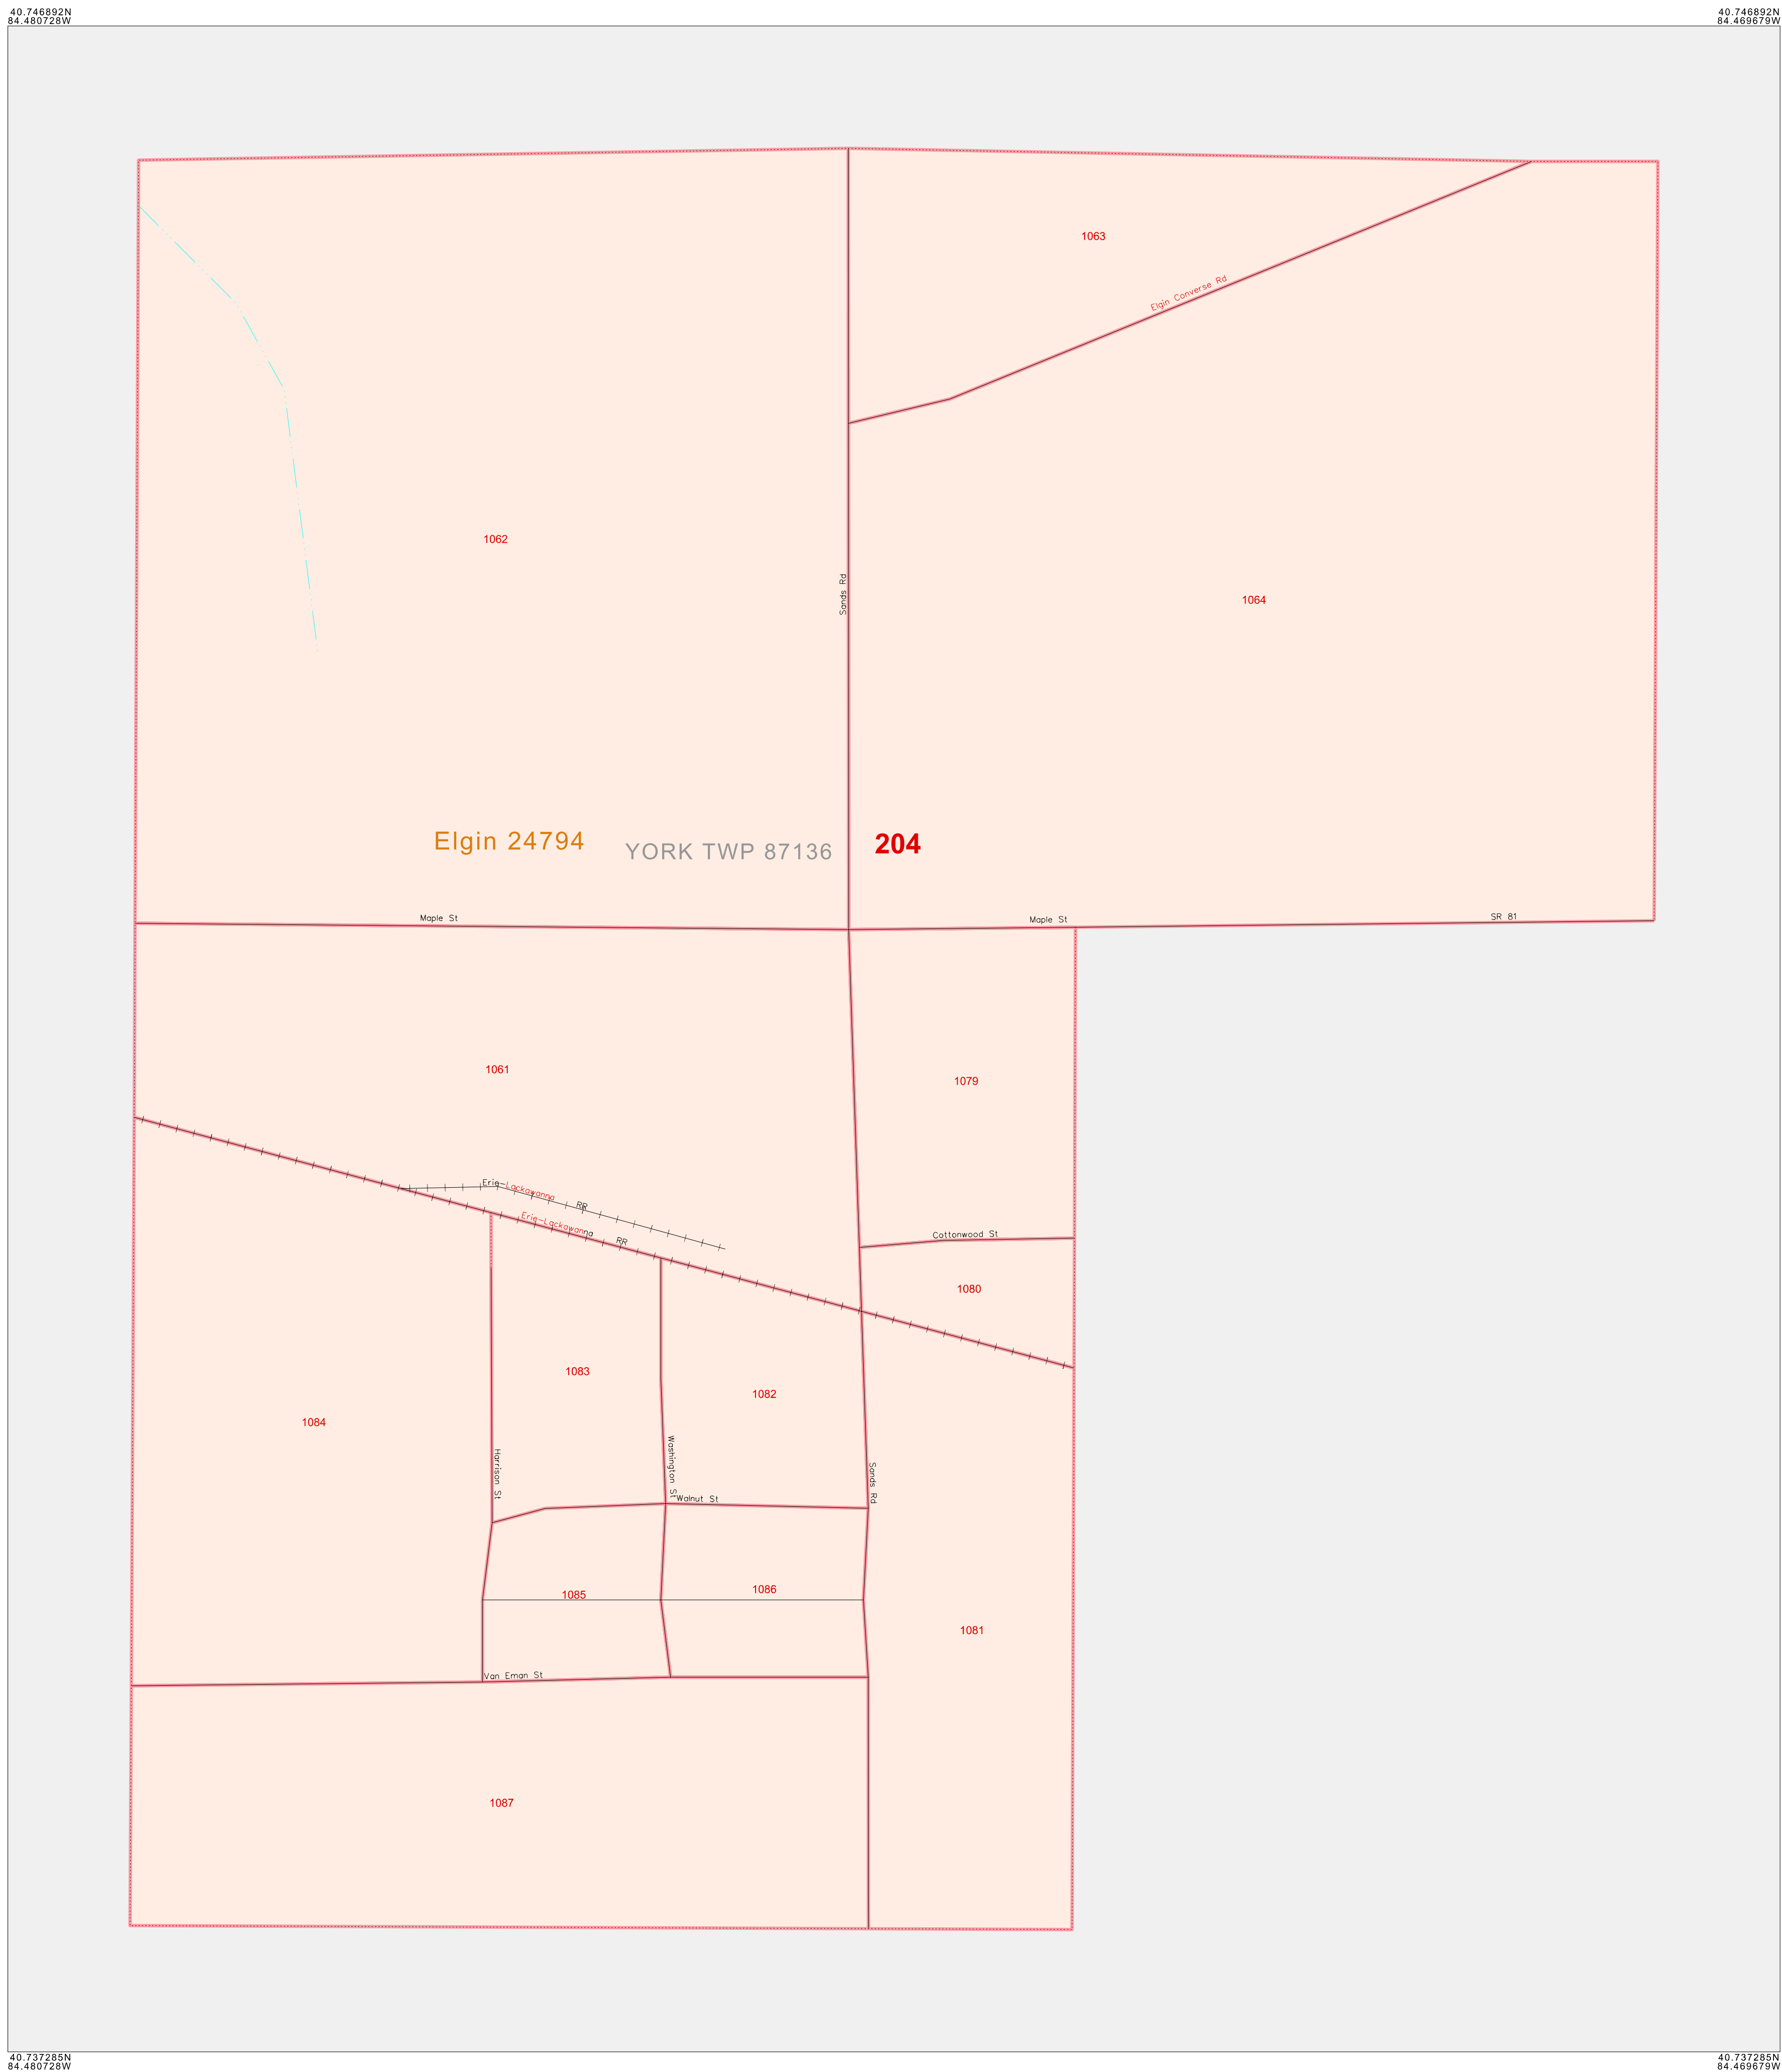 40.746892N
84.480728W
40.746892N
84.469679W
1063
Elgin Converse Rd
1062
Sands Rd
1064
Elgin 24794
YORK TWP 87136
204
Maple St
Maple St
SR 81
1061
1079
Erie-Lackawanna RR
Erie-Lackawanna RR
Cottonwood St
1080
1083
1082
1084
Harrison St
Washington St
Sands Rd
Walnut St
1085
1086
1081
Van Eman St
1087
40.737285N
84.480728W
40.737285N
84.469679W